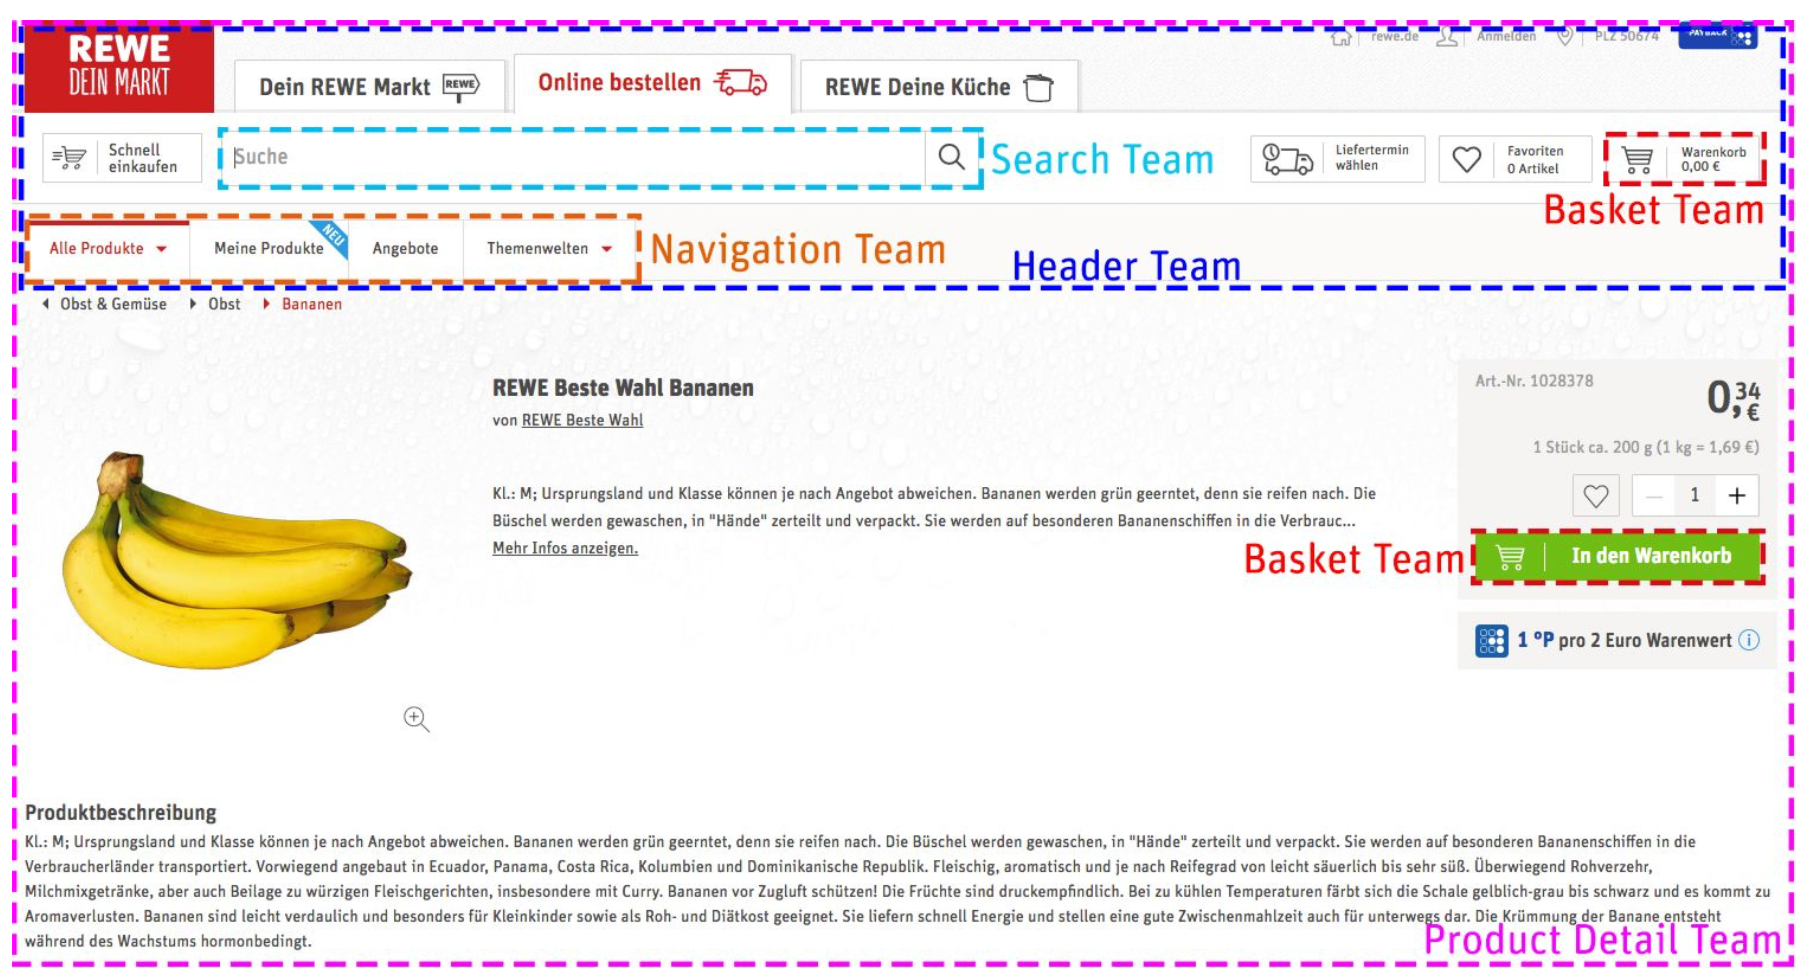 REWE
DEIN MARKT
Dein REWE Markt REWE
Online bestellen
REWE Deine Küche
rewe.de Anmelden PLZ 50674 PAYBACK
Schnell
einkaufen
Suche
Search Team
Liefertermin
wählen
Favoriten
0 Artikel
Warenkorb
0,00 €
Basket Team
Alle Produkte
Meine Produkte NEU
Angebote
Themenwelten
Navigation Team
Header Team
Obst & Gemüse Obst Bananen
REWE Beste Wahl Bananen
von REWE Beste Wahl
Kl.: M; Ursprungsland und Klasse können je nach Angebot abweichen. Bananen werden grün geerntet, denn sie reifen nach. Die
Büschel werden gewaschen, in "Hände" zerteilt und verpackt. Sie werden auf besonderen Bananenschiffen in die Verbrauc...
Mehr Infos anzeigen.
Art.-Nr. 1028378
0,34 €
1 Stück ca. 200 g (1 kg = 1,69 €)
— 1 +
Basket Team
In den Warenkorb
1 °P pro 2 Euro Warenwert i
Produktbeschreibung
Kl.: M; Ursprungsland und Klasse können je nach Angebot abweichen. Bananen werden grün geerntet, denn sie reifen nach. Die Büschel werden gewaschen, in "Hände" zerteilt und verpackt. Sie werden auf besonderen Bananenschiffen in die
Verbraucherländer transportiert. Vorwiegend angebaut in Ecuador, Panama, Costa Rica, Kolumbien und Dominikanische Republik. Fleischig, aromatisch und je nach Reifegrad von leicht säuerlich bis sehr süß. Überwiegend Rohverzehr,
Milchmixgetränke, aber auch Beilage zu würzigen Fleischgerichten, insbesondere mit Curry. Bananen vor Zugluft schützen! Die Früchte sind druckempfindlich. Bei zu kühlen Temperaturen färbt sich die Schale gelblich-grau bis schwarz und es kommt zu
Aromaverlusten. Bananen sind leicht verdaulich und besonders für Kleinkinder sowie als Roh- und Diätkost geeignet. Sie liefern schnell Energie und stellen eine gute Zwischenmahlzeit auch für unterwegs dar. Die Krümmung der Banane entsteht
während des Wachstums hormonbedingt.
Product Detail Team